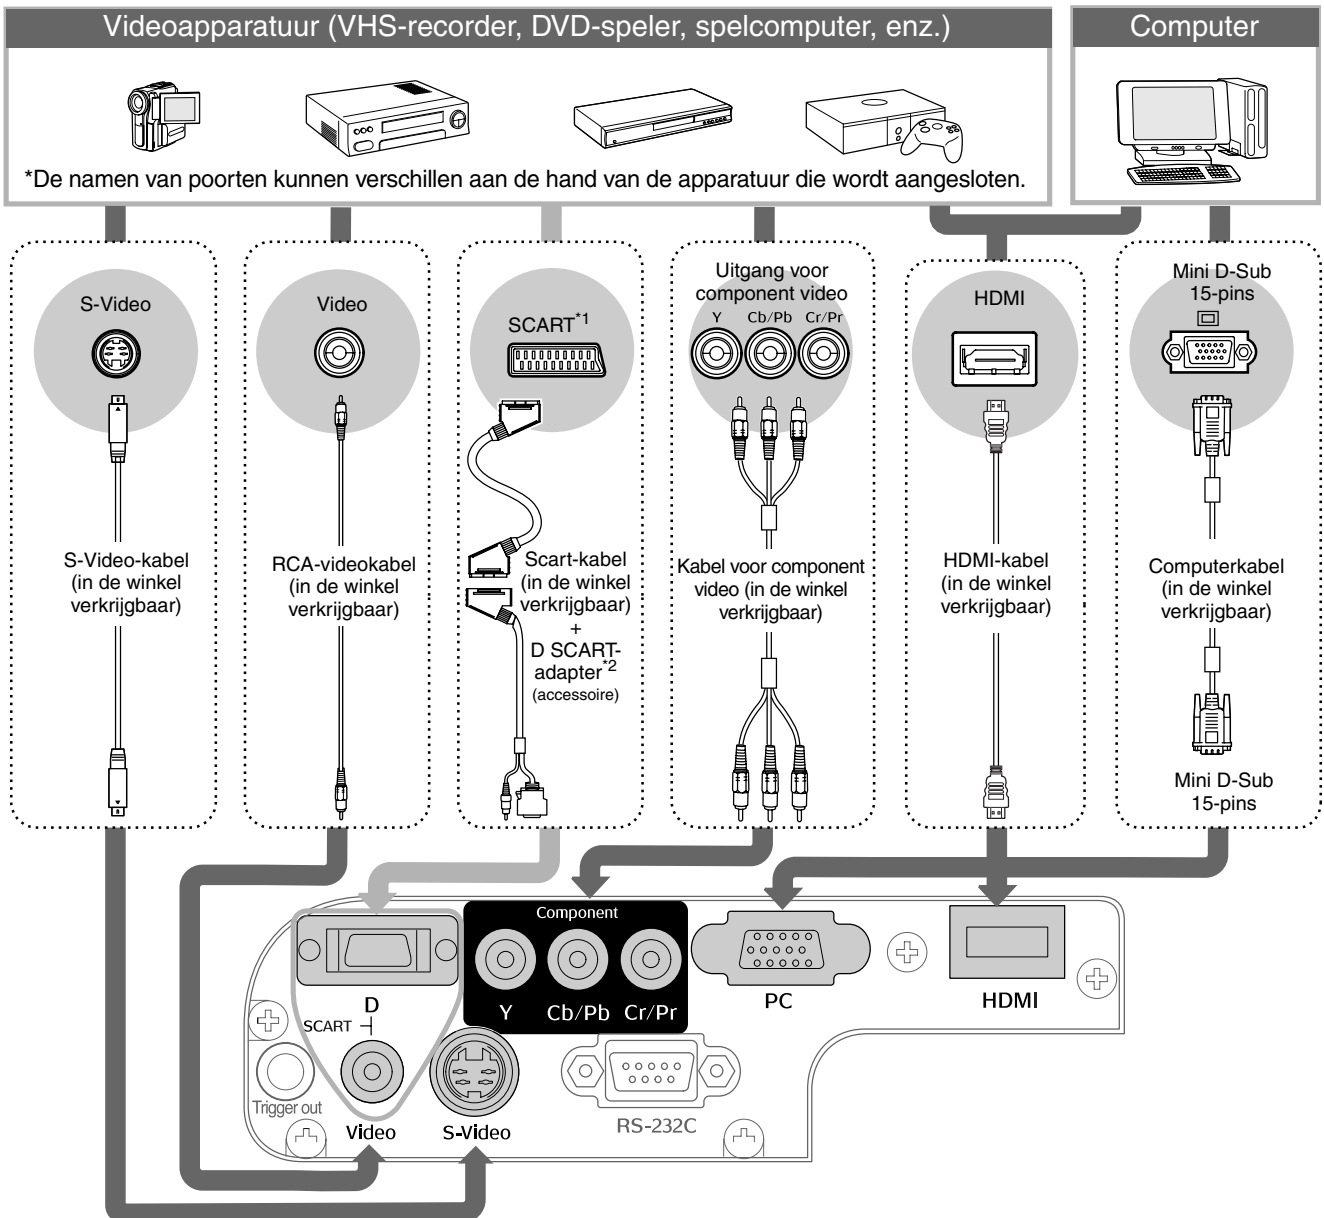 Videoapparatuur (VHS-recorder, DVD-speler, spelcomputer, enz.)
Computer
*De namen van poorten kunnen verschillen aan de hand van de apparatuur die wordt aangesloten.
S-Video
Video
SCART*1
Uitgang voor
component video
Y Cb/Pb Cr/Pr
HDMI
Mini D-Sub
15-pins
S-Video-kabel
(in de winkel
verkrijgbaar)
RCA-videokabel
(in de winkel
verkrijgbaar)
Scart-kabel
(in de winkel
verkrijgbaar)
+
D SCART-
adapter*2
(accessoire)
Kabel voor component
video (in de winkel
verkrijgbaar)
HDMI-kabel
(in de winkel
verkrijgbaar)
Computerkabel
(in de winkel
verkrijgbaar)
Mini D-Sub
15-pins
Component
Y Cb/Pb Cr/Pr
PC
HDMI
D
SCART
Trigger out
Video
S-Video
RS-232C